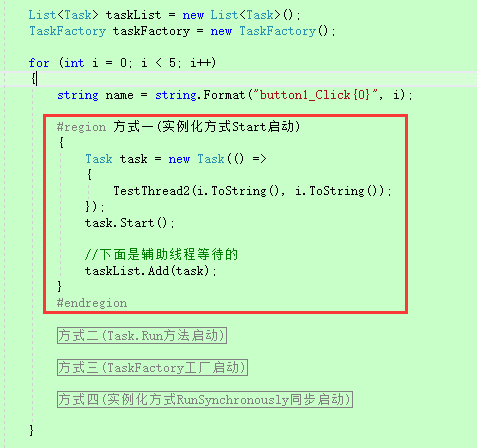 List<Task> taskList = new List<Task>();
TaskFactory taskFactory = new TaskFactory();
for (int i = 0; i < 5; i++)
{
string name = string.Format("button1_Click{0}", i);
#region 方式一(实例化方式Start启动)
{
Task task = new Task(() =>
{
TestThread2(i.ToString(), i.ToString());
});
task.Start();
//下面是辅助线程等待的
taskList.Add(task);
}
#endregion
方式二(Task.Run方法启动)
方式三(TaskFactory工厂启动)
方式四(实例化方式RunSynchronously同步启动)
}